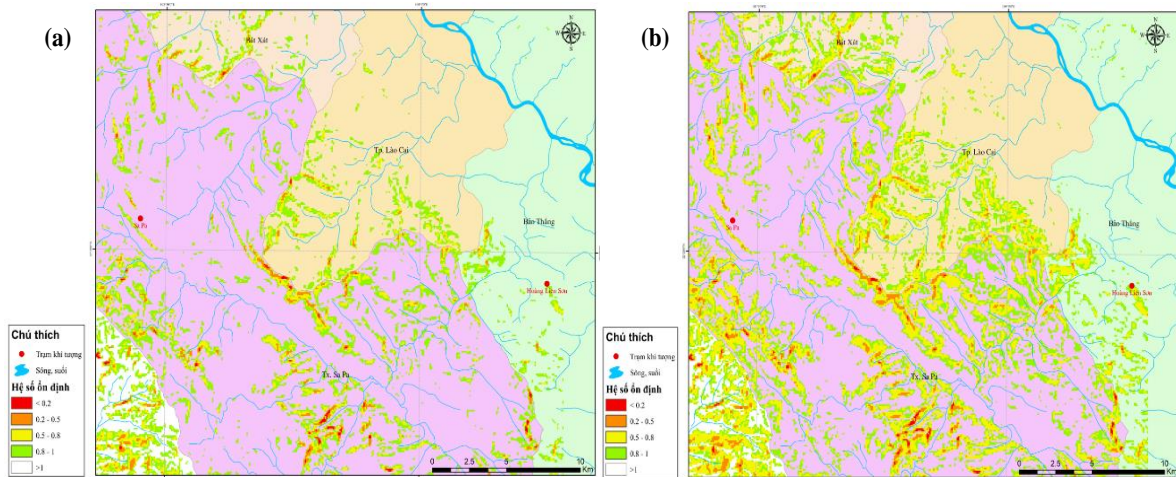 (a)
N
W
E
S
Bát Xát
Tp. Lào Cai
Bảo Thắng
Sa Pa
Hoàng Liên Sơn
Tx. Sa Pa
Chú thích
Trạm khí tượng
Sông, suối
Hệ số ổn định
< 0.2
0.2 - 0.5
0.5 - 0.8
0.8 - 1
>1
0 2.5 5 10
Km
(b)
N
W
E
S
Bát Xát
Tp. Lào Cai
Bảo Thắng
Sa Pa
Hoàng Liên Sơn
Tx. Sa Pa
Chú thích
Trạm khí tượng
Sông, suối
Hệ số ổn định
< 0.2
0.2 - 0.5
0.5 - 0.8
0.8 - 1
>1
0 2.5 5 10
Km